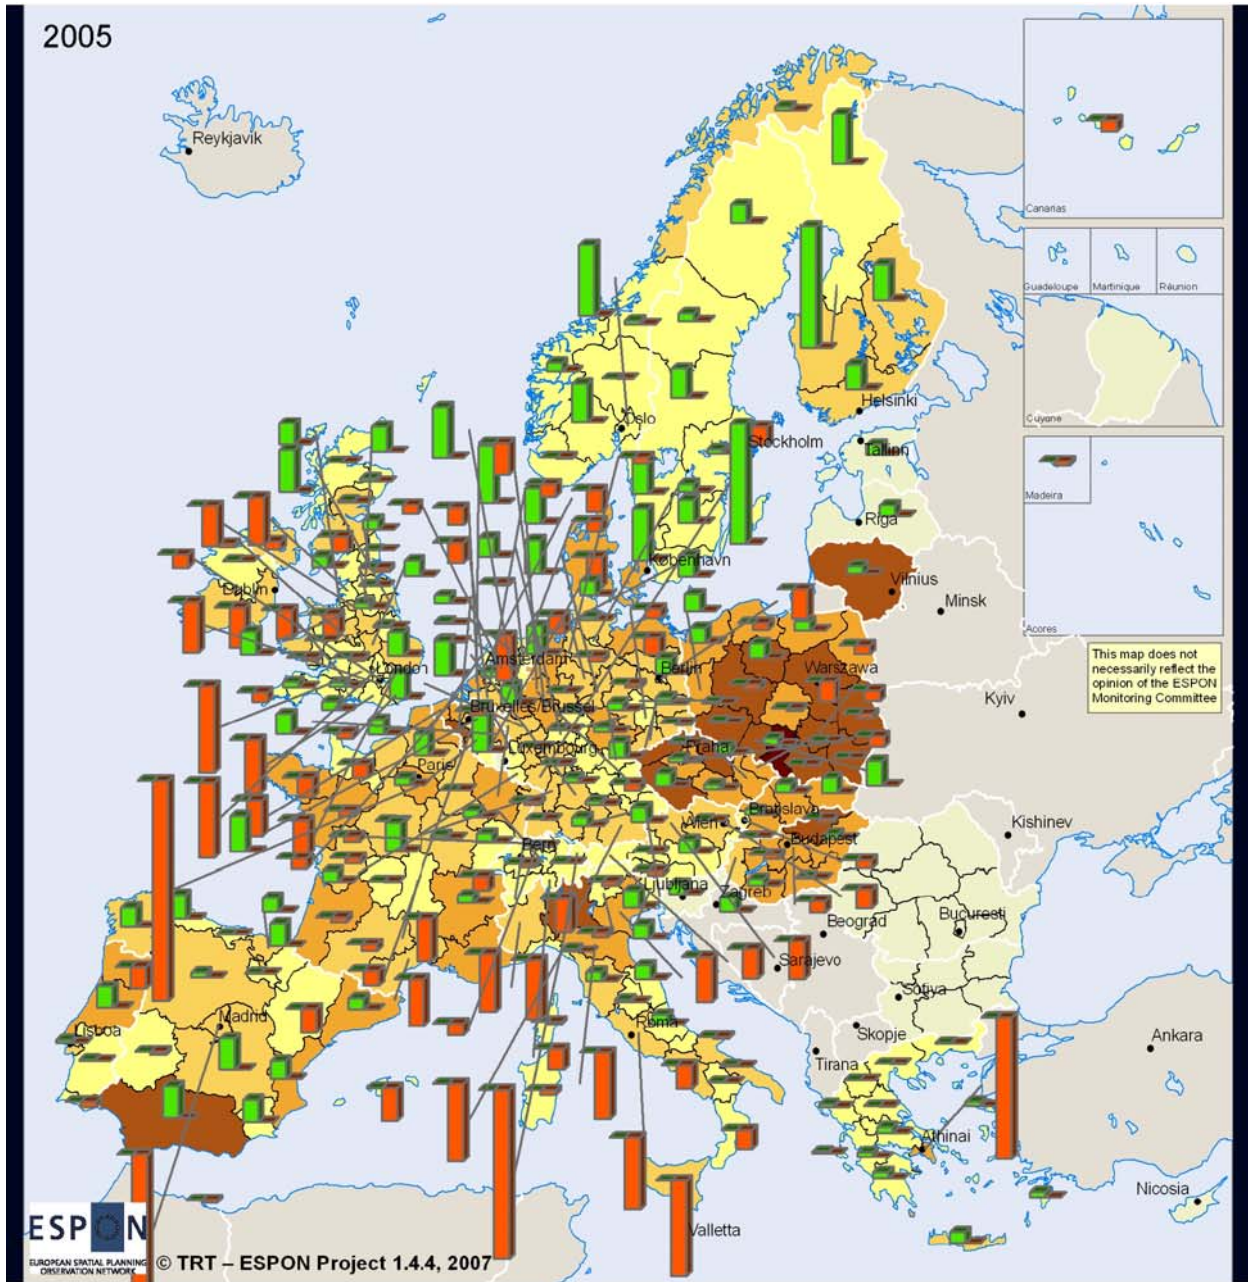 2005
Reykjavik
Canarias
Guadeloupe
Martinique
Réunion
Guyane
Madeira
Acores
This map does not
necessarily reflect the
opinion of the ESPON
Monitoring Committee
Oslo
Helsinki
Stockholm
Tallinn
Riga
København
Vilnius
Minsk
Dublin
London
Amsterdam
Berlin
Warszawa
Kyiv
Bruxelles/Brussel
Luxembourg
Praha
Paris
Kishinev
Wien
Bratislava
Budapest
Bern
Ljubljana
Zagreb
Beograd
Bucuresti
Sarajevo
Sofiya
Skopje
Tirana
Ankara
Madrid
Lisboa
Roma
Athinai
Nicosia
Valletta
ESPON
EUROPEAN SPATIAL PLANNING
OBSERVATION NETWORK
© TRT – ESPON Project 1.4.4, 2007